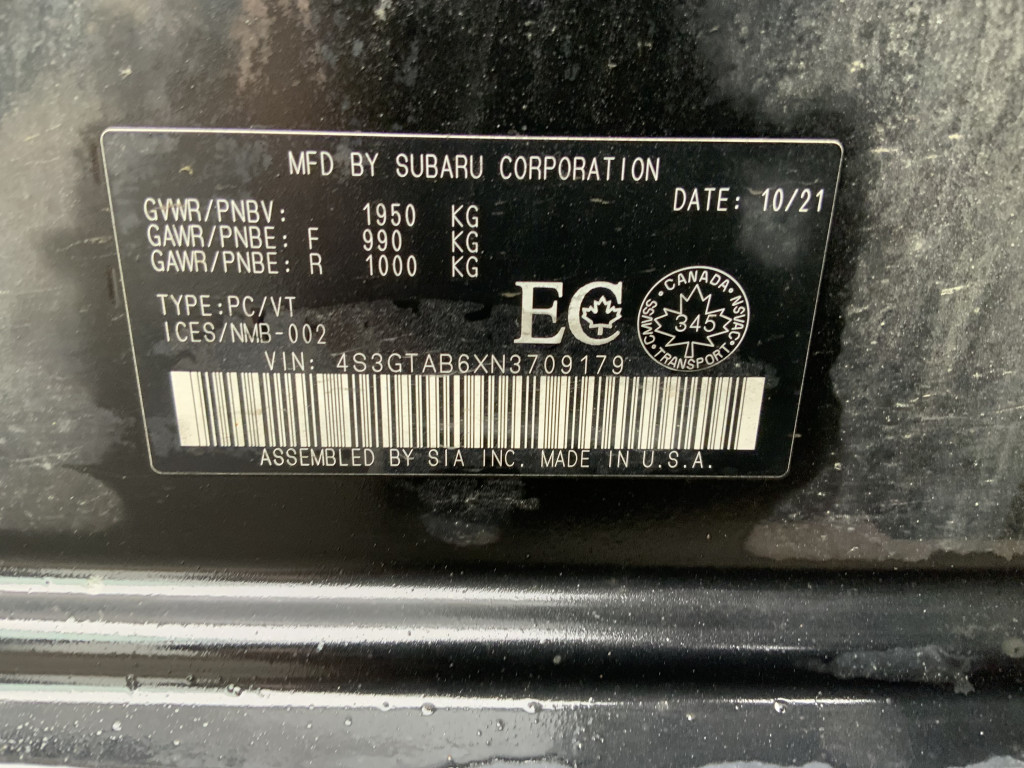 MFD BY SUBARU CORPORATION
DATE: 10/21
GVWR/PNBV: 1950 KG
GAWR/PNBE: F 990 KG
GAWR/PNBE: R 1000 KG
TYPE:PC/VT
ICES/NMB-002
EC
CANADA
CMVSS 345 NSVAC
TRANSPORT
VIN: 4S3GTAB6XN3709179
ASSEMBLED BY SIA INC. MADE IN U.S.A.